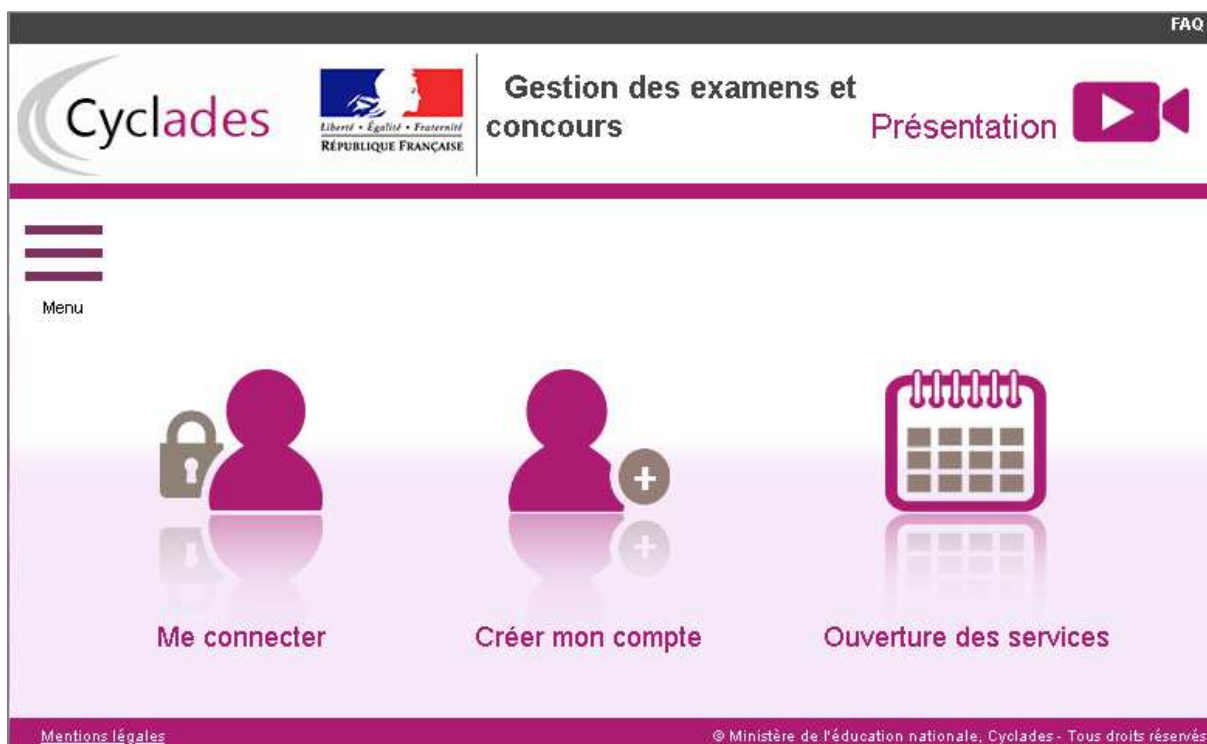 FAQ
Cyclades
Liberté • Égalité • Fraternité
RÉPUBLIQUE FRANÇAISE
Gestion des examens et
concours
Présentation
Menu
Me connecter
Créer mon compte
Ouverture des services
Mentions légales
© Ministère de l'éducation nationale, Cyclades - Tous droits réservés